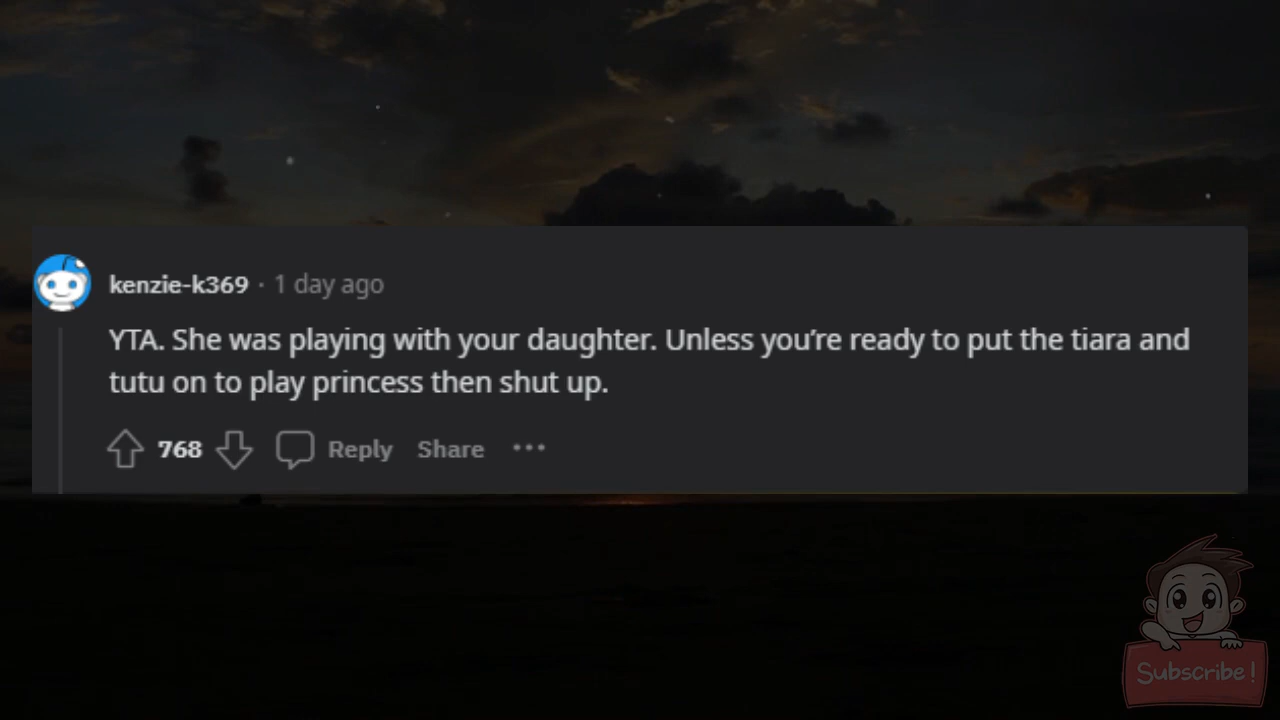 kenzie-k369 · 1 day ago
YTA. She was playing with your daughter. Unless you’re ready to put the tiara and
tutu on to play princess then shut up.
768 Reply Share ···
Subscribe!